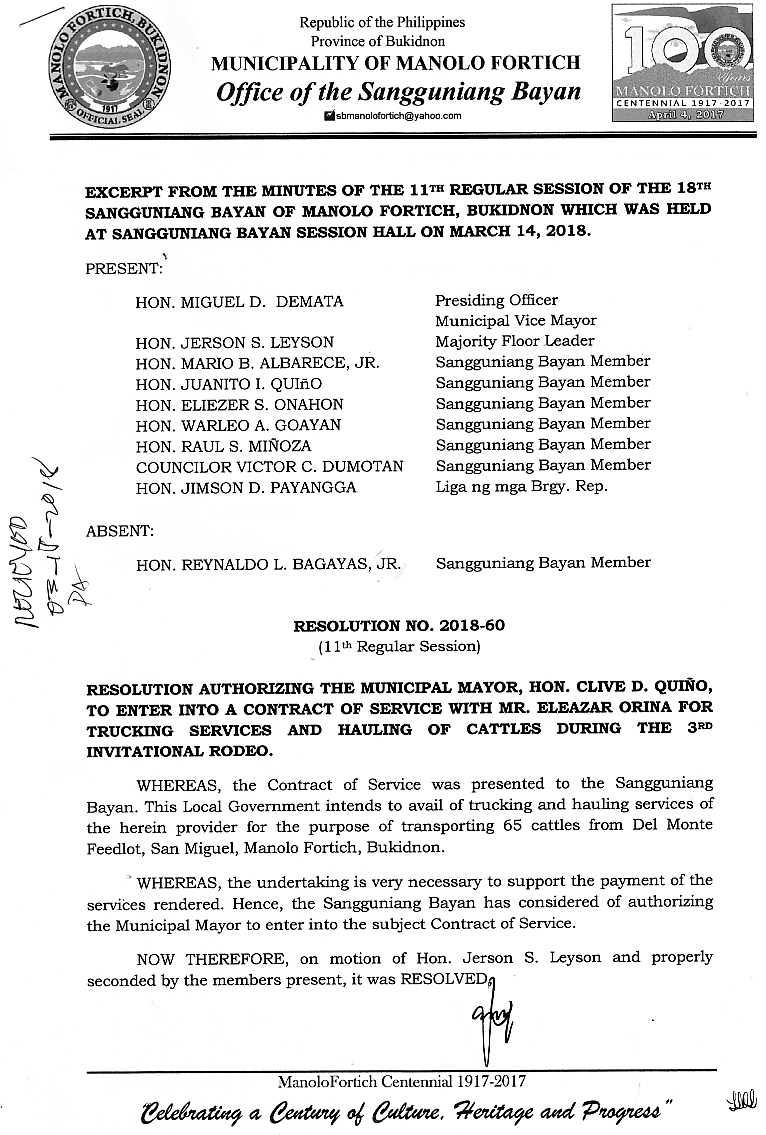 Republic of the Philippines
Province of Bukidnon
MUNICIPALITY OF MANOLO FORTICH
Office of the Sangguniang Bayan
sbmanolofortich@yahoo.com
MANOLO FORTICH, BUKIDNON
1917
OFFICIAL SEAL
100
Years
MANOLO FORTICH
CENTENNIAL 1917-2017
April 4, 2017
EXCERPT FROM THE MINUTES OF THE 11TH REGULAR SESSION OF THE 18TH
SANGGUNIANG BAYAN OF MANOLO FORTICH, BUKIDNON WHICH WAS HELD
AT SANGGUNIANG BAYAN SESSION HALL ON MARCH 14, 2018.
PRESENT:
HON. MIGUEL D. DEMATA Presiding Officer
Municipal Vice Mayor
HON. JERSON S. LEYSON Majority Floor Leader
HON. MARIO B. ALBARECE, JR. Sangguniang Bayan Member
HON. JUANITO I. QUIñO Sangguniang Bayan Member
HON. ELIEZER S. ONAHON Sangguniang Bayan Member
HON. WARLEO A. GOAYAN Sangguniang Bayan Member
HON. RAUL S. MIÑOZA Sangguniang Bayan Member
COUNCILOR VICTOR C. DUMOTAN Sangguniang Bayan Member
HON. JIMSON D. PAYANGGA Liga ng mga Brgy. Rep.
ABSENT:
HON. REYNALDO L. BAGAYAS, JR. Sangguniang Bayan Member
RESOLUTION NO. 2018-60
(11th Regular Session)
RESOLUTION AUTHORIZING THE MUNICIPAL MAYOR, HON. CLIVE D. QUIÑO,
TO ENTER INTO A CONTRACT OF SERVICE WITH MR. ELEAZAR ORINA FOR
TRUCKING SERVICES AND HAULING OF CATTLES DURING THE 3RD
INVITATIONAL RODEO.
WHEREAS, the Contract of Service was presented to the Sangguniang
Bayan. This Local Government intends to avail of trucking and hauling services of
the herein provider for the purpose of transporting 65 cattles from Del Monte
Feedlot, San Miguel, Manolo Fortich, Bukidnon.
WHEREAS, the undertaking is very necessary to support the payment of the
services rendered. Hence, the Sangguniang Bayan has considered of authorizing
the Municipal Mayor to enter into the subject Contract of Service.
NOW THEREFORE, on motion of Hon. Jerson S. Leyson and properly
seconded by the members present, it was RESOLVED,
ManoloFortich Centennial 1917-2017
"Celebrating a Century of Culture, Heritage and Progress"